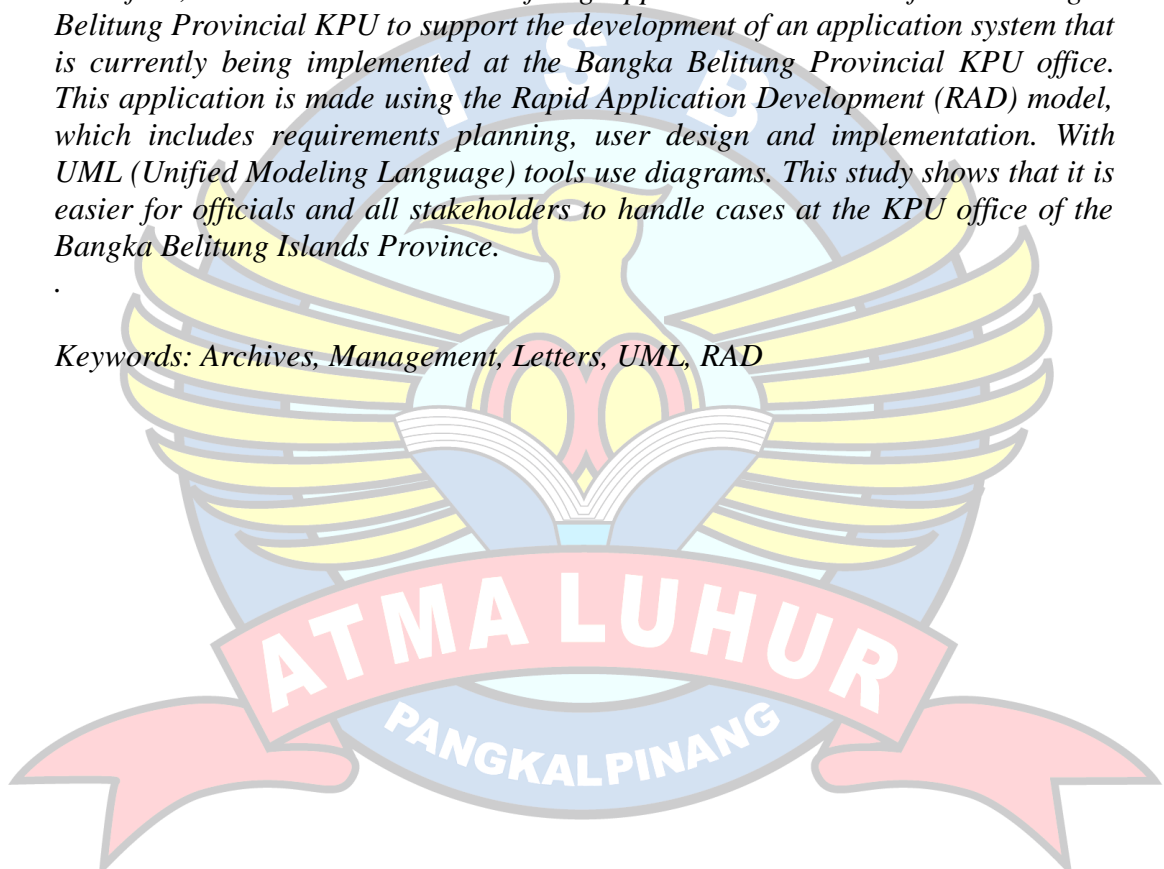 Belitung Provincial KPU to support the development of an application system that
is currently being implemented at the Bangka Belitung Provincial KPU office.
This application is made using the Rapid Application Development (RAD) model,
which includes requirements planning, user design and implementation. With
UML (Unified Modeling Language) tools use diagrams. This study shows that it is
easier for officials and all stakeholders to handle cases at the KPU office of the
Bangka Belitung Islands Province.
.
Keywords: Archives, Management, Letters, UML, RAD
I S B
ATMA LUHUR
PANGKALPINANG